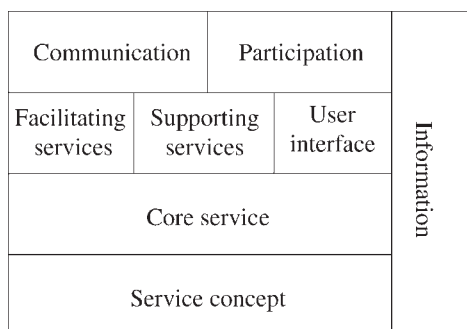 Communication
Participation
Facilitating
services
Supporting
services
User
interface
Core service
Service concept
Information